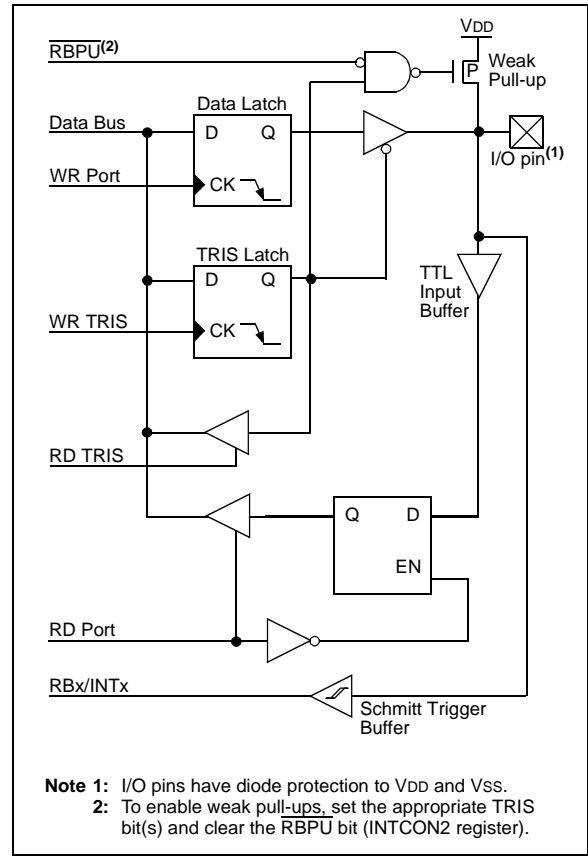 VDD
RBPU(2)
P
Weak
Pull-up
Data Latch
Data Bus
D Q
I/O pin(1)
WR Port
CK
TRIS Latch
D Q
TTL
Input
Buffer
WR TRIS
CK
RD TRIS
Q D
EN
RD Port
RBx/INTx
Schmitt Trigger
Buffer
Note 1: I/O pins have diode protection to VDD and VSS.
2: To enable weak pull-ups, set the appropriate TRIS
bit(s) and clear the RBPU bit (INTCON2 register).